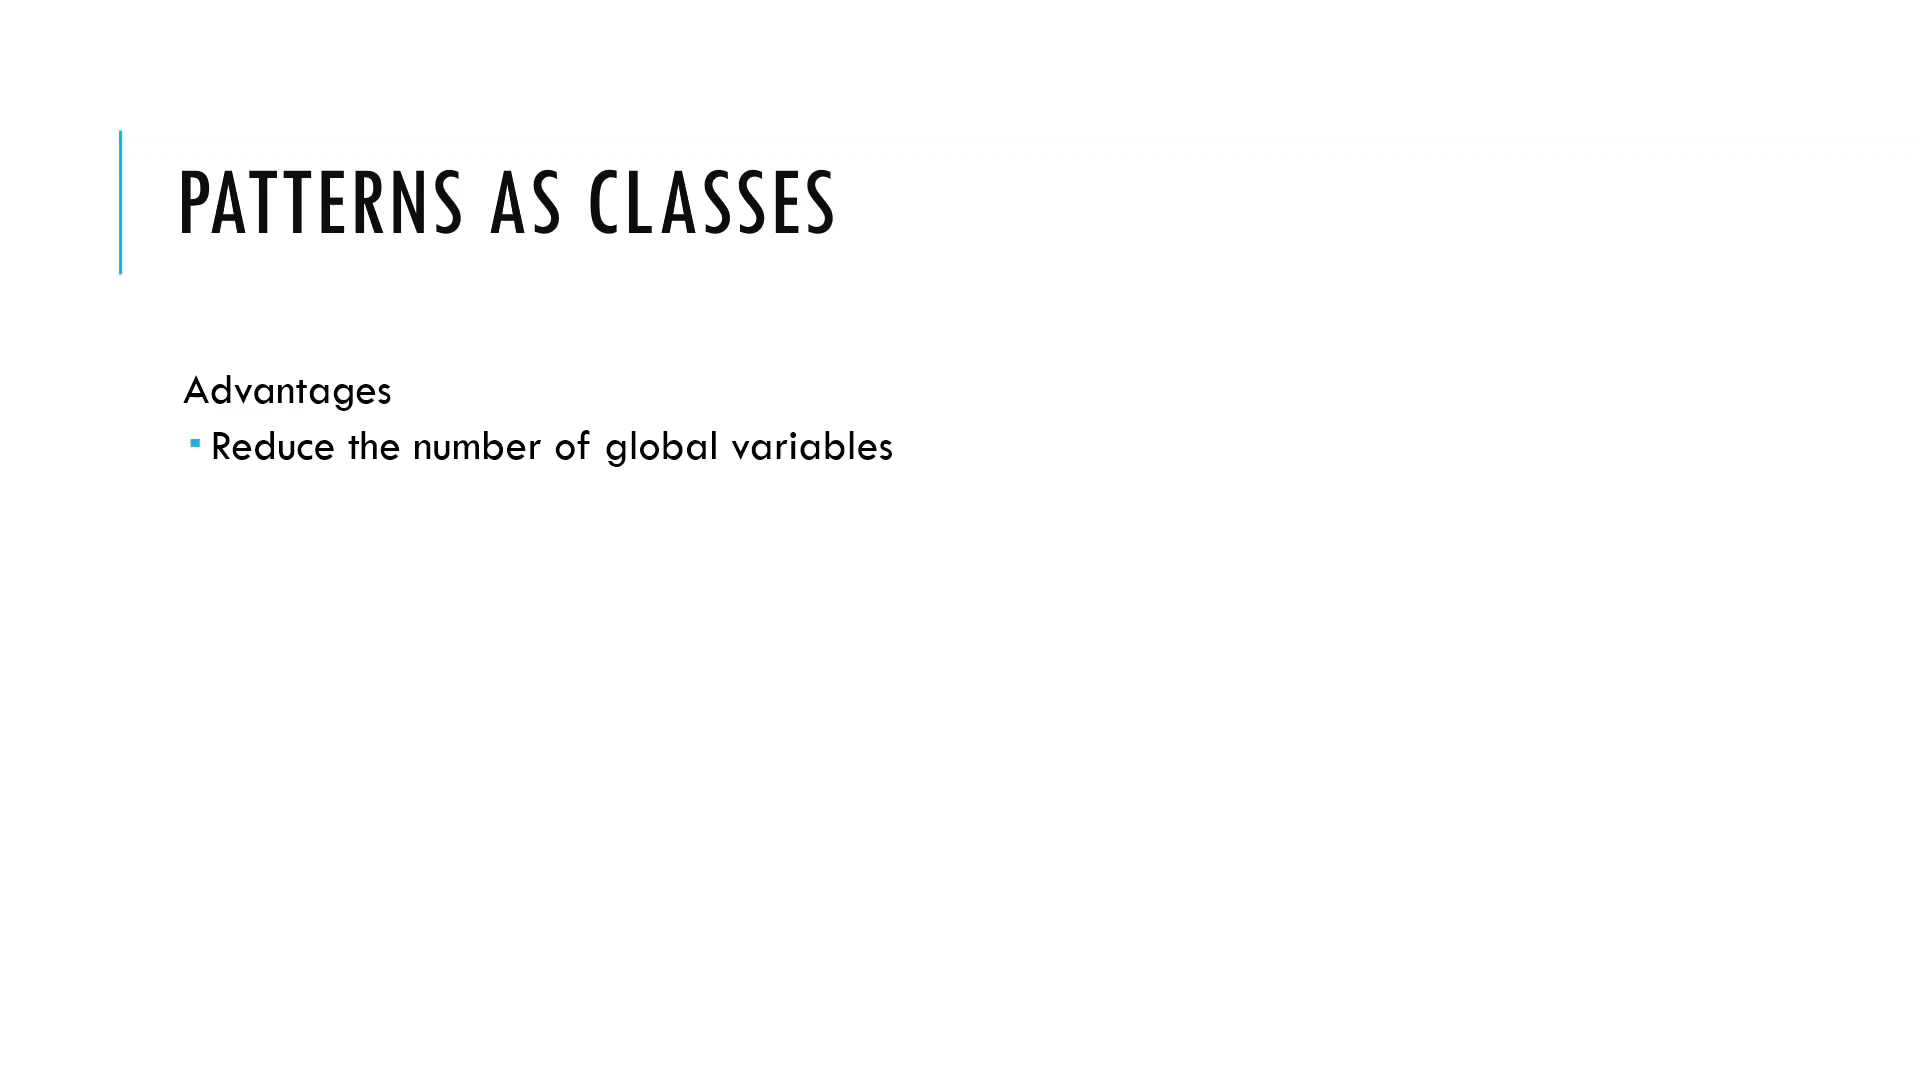 PATTERNS AS CLASSES
Advantages
Reduce the number of global variables